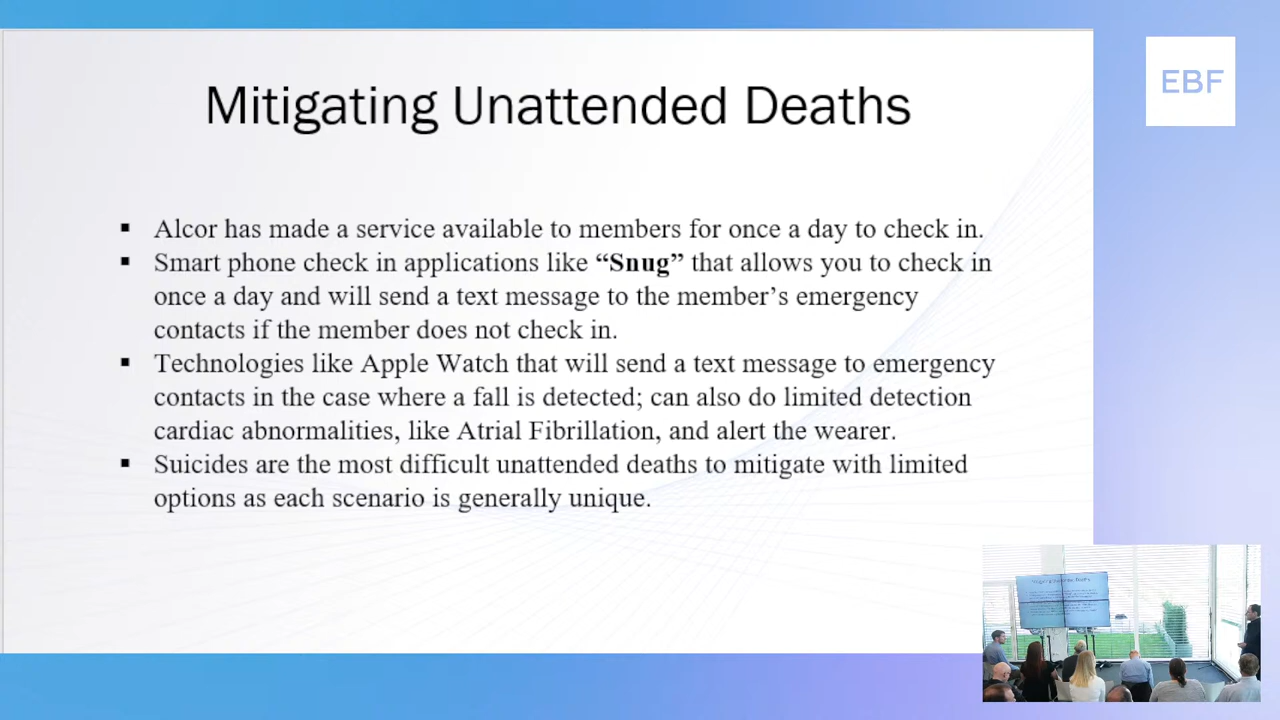 EBF
Mitigating Unattended Deaths
▪ Alcor has made a service available to members for once a day to check in.
▪ Smart phone check in applications like “Snug” that allows you to check in
once a day and will send a text message to the member’s emergency
contacts if the member does not check in.
▪ Technologies like Apple Watch that will send a text message to emergency
contacts in the case where a fall is detected; can also do limited detection
cardiac abnormalities, like Atrial Fibrillation, and alert the wearer.
▪ Suicides are the most difficult unattended deaths to mitigate with limited
options as each scenario is generally unique.
Mitigating Unattended Deaths